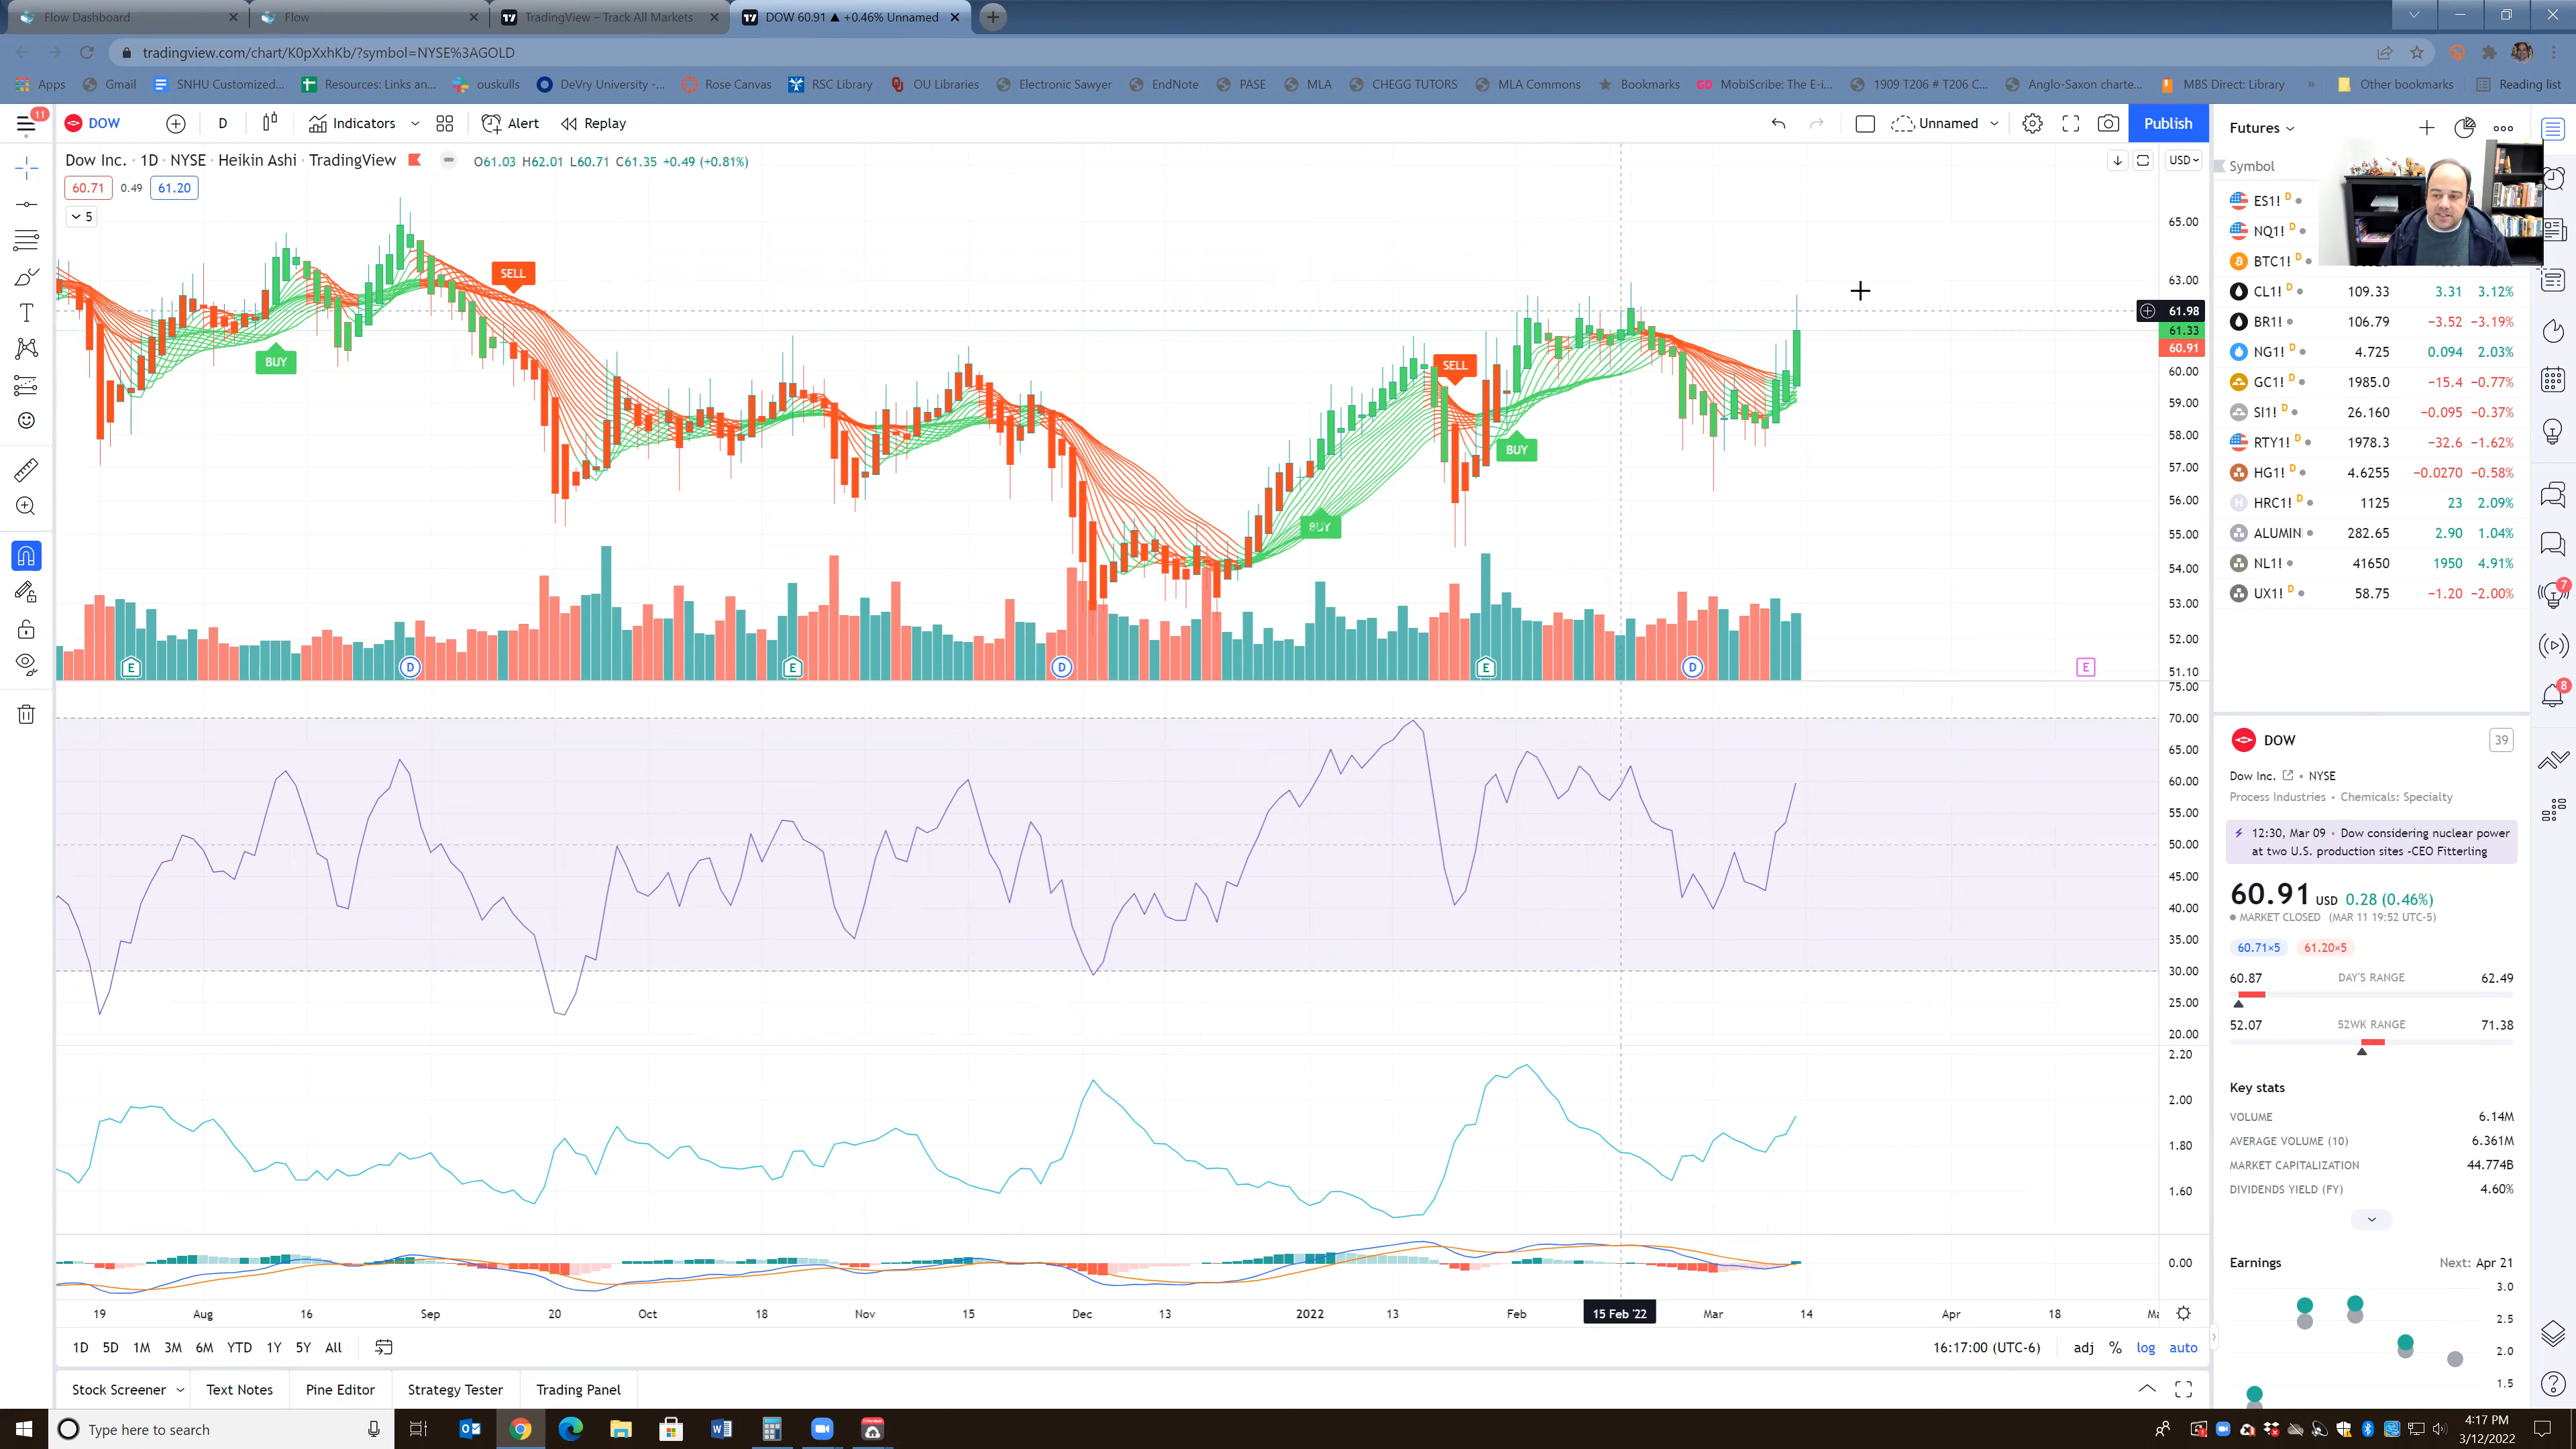 Flow Dashboard
Flow
TradingView – Track All Markets
DOW 60.91 ▲ +0.46% Unnamed
tradingview.com/chart/K0pXxhKb/?symbol=NYSE%3AGOLD
Apps Gmail SNHU Customized... Resources: Links an... ouskulls DeVry University -... Rose Canvas RSC Library OU Libraries Electronic Sawyer EndNote PASE MLA CHEGG TUTORS MLA Commons Bookmarks MobiScribe: The E-i... 1909 T206 # T206 C... Anglo-Saxon charte... MBS Direct: Library » Other bookmarks Reading list
11
DOW D Indicators Alert Replay Unnamed Publish
Dow Inc. · 1D · NYSE · Heikin Ashi · TradingView O61.03 H62.01 L60.71 C61.35 +0.49 (+0.81%)
60.71 0.49 61.20
5
USD
65.00
63.00
61.98
61.33
60.91
60.00
59.00
58.00
57.00
56.00
55.00
54.00
53.00
52.00
51.10
SELL
BUY
SELL
BUY
BUY
E D E D E D E
75.00
70.00
65.00
60.00
55.00
50.00
45.00
40.00
35.00
30.00
25.00
20.00
2.20
2.00
1.80
1.60
0.00
19 Aug 16 Sep 20 Oct 18 Nov 15 Dec 13 2022 13 Feb 15 Feb '22 Mar 14 Apr 18
1D 5D 1M 3M 6M YTD 1Y 5Y All
16:17:00 (UTC-6) adj % log auto
Stock Screener Text Notes Pine Editor Strategy Tester Trading Panel
Futures
Symbol
ES1! D
NQ1! D
BTC1! D
CL1! D 109.33 3.31 3.12%
BR1! 106.79 −3.52 −3.19%
NG1! D 4.725 0.094 2.03%
GC1! D 1985.0 −15.4 −0.77%
SI1! D 26.160 −0.095 −0.37%
RTY1! D 1978.3 −32.6 −1.62%
HG1! D 4.6255 −0.0270 −0.58%
HRC1! D 1125 23 2.09%
ALUMIN 282.65 2.90 1.04%
NL1! 41650 1950 4.91%
UX1! D 58.75 −1.20 −2.00%
7
8
DOW 39
Dow Inc. • NYSE
Process Industries • Chemicals: Specialty
12:30, Mar 09 • Dow considering nuclear power
at two U.S. production sites -CEO Fitterling
60.91 USD 0.28 (0.46%)
MARKET CLOSED (MAR 11 19:52 UTC-5)
60.71×5 61.20×5
60.87 DAY'S RANGE 62.49
52.07 52WK RANGE 71.38
Key stats
VOLUME 6.14M
AVERAGE VOLUME (10) 6.361M
MARKET CAPITALIZATION 44.774B
DIVIDENDS YIELD (FY) 4.60%
Earnings Next: Apr 21
3.0
2.5
2.0
1.5
Type here to search
4:17 PM
3/12/2022